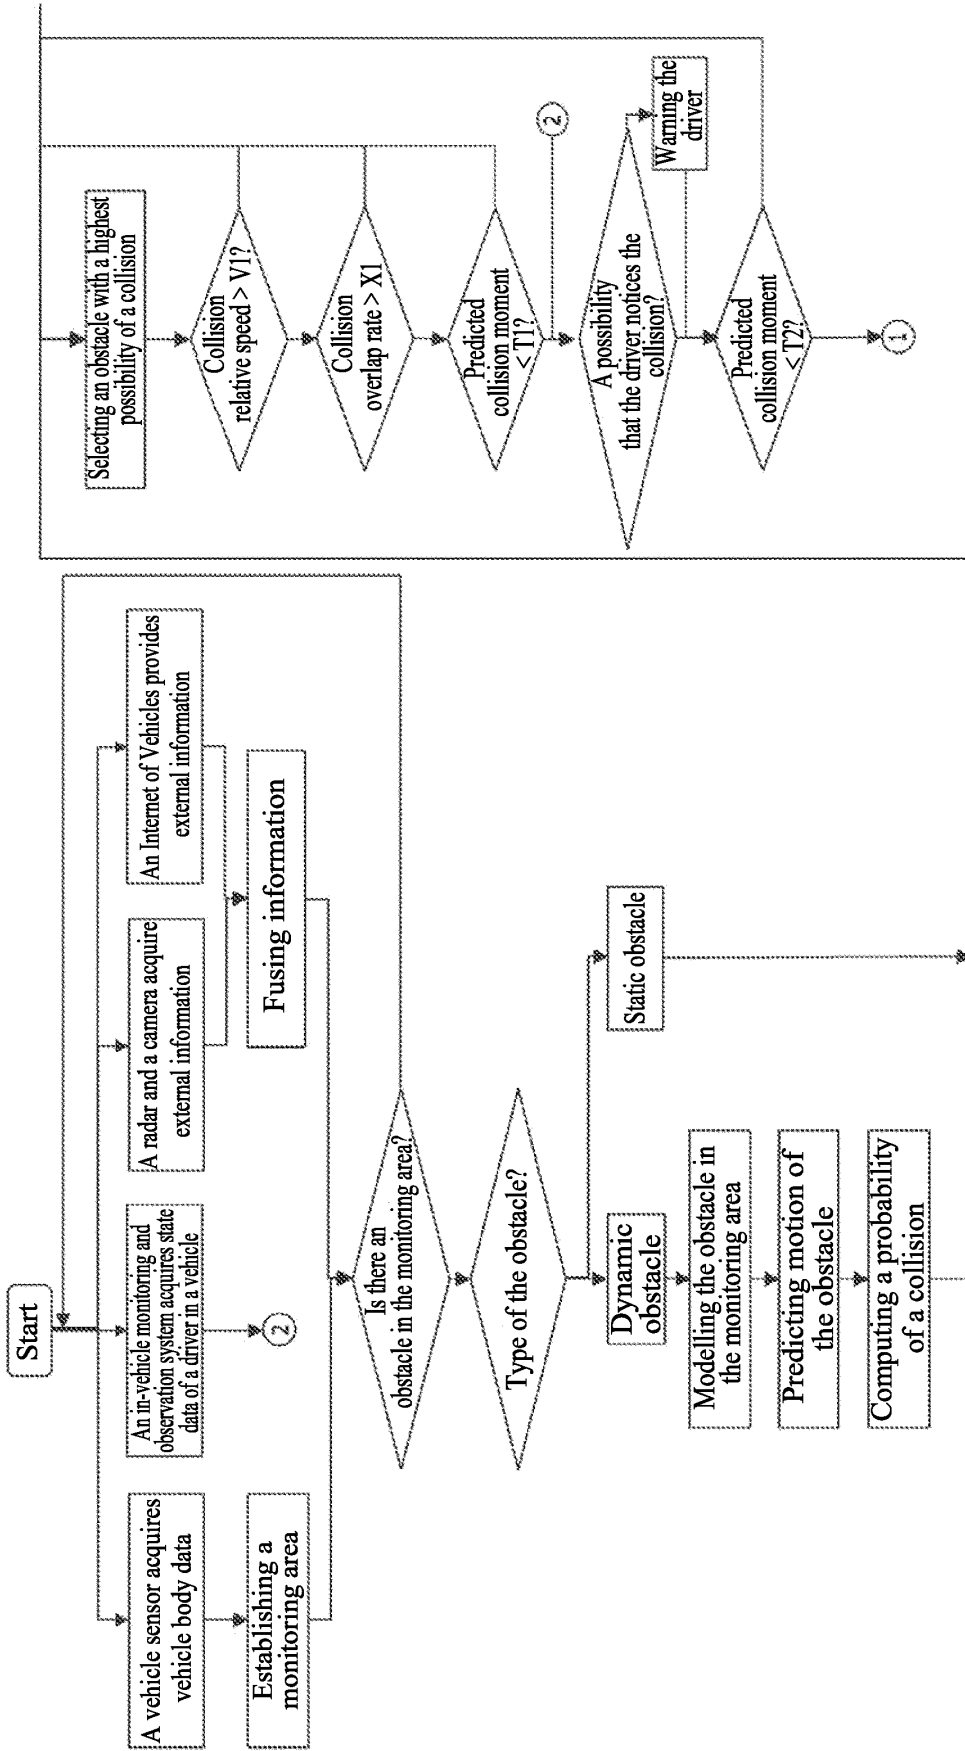 Start
A vehicle sensor acquires
vehicle body data
An in-vehicle monitoring and
observation system acquires state
data of a driver in a vehicle
A radar and a camera acquire
external information
An Internet of Vehicles provides
external information
Establishing a
monitoring area
2
Fusing information
Is there an
obstacle in the monitoring area?
Type of the obstacle?
Dynamic
obstacle
Static obstacle
Modelling the obstacle in
the monitoring area
Predicting motion of
the obstacle
Computing a probability
of a collision
Selecting an obstacle with a highest
possibility of a collision
Collision
relative speed > V1?
Collision
overlap rate > X1
Predicted
collision moment
< T1?
2
A possibility
that the driver notices the
collision?
Warning the
driver
Predicted
collision moment
< T2?
1